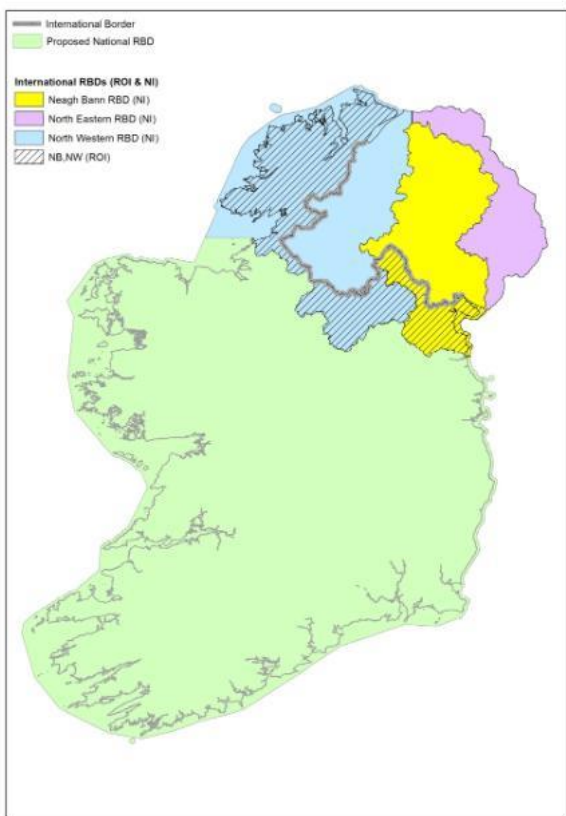 International Border
Proposed National RBD
International RBDs (ROI & NI)
Neagh Bann RBD (NI)
North Eastern RBD (NI)
North Western RBD (NI)
NB,NW (ROI)